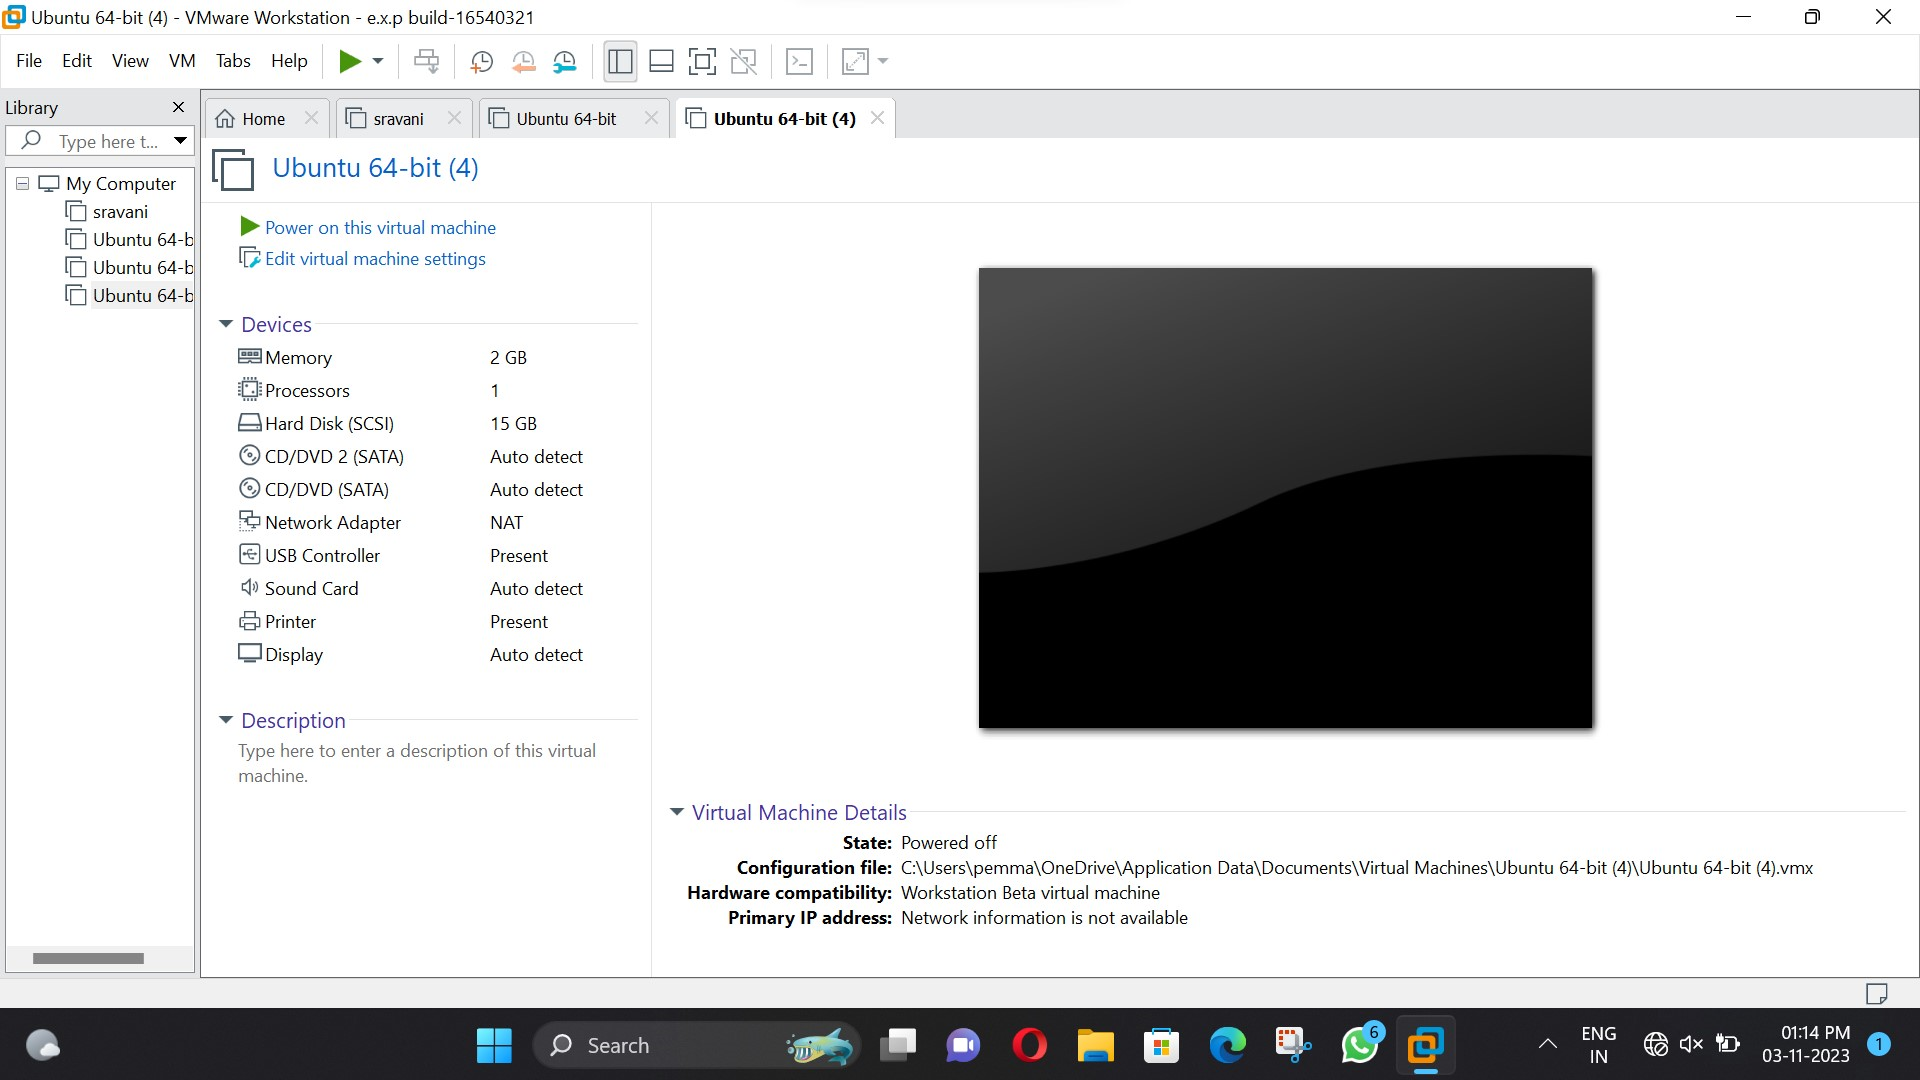 Ubuntu 64-bit (4) - VMware Workstation - e.x.p build-16540321
File Edit View VM Tabs Help
Library
Type here t...
My Computer
sravani
Ubuntu 64-b
Ubuntu 64-b
Ubuntu 64-b
Home sravani Ubuntu 64-bit Ubuntu 64-bit (4)
Ubuntu 64-bit (4)
Power on this virtual machine
Edit virtual machine settings
Devices
Memory 2 GB
Processors 1
Hard Disk (SCSI) 15 GB
CD/DVD 2 (SATA) Auto detect
CD/DVD (SATA) Auto detect
Network Adapter NAT
USB Controller Present
Sound Card Auto detect
Printer Present
Display Auto detect
Description
Type here to enter a description of this virtual
machine.
Virtual Machine Details
State: Powered off
Configuration file: C:\Users\pemma\OneDrive\Application Data\Documents\Virtual Machines\Ubuntu 64-bit (4)\Ubuntu 64-bit (4).vmx
Hardware compatibility: Workstation Beta virtual machine
Primary IP address: Network information is not available
Search
6
ENG
IN
01:14 PM
03-11-2023
1